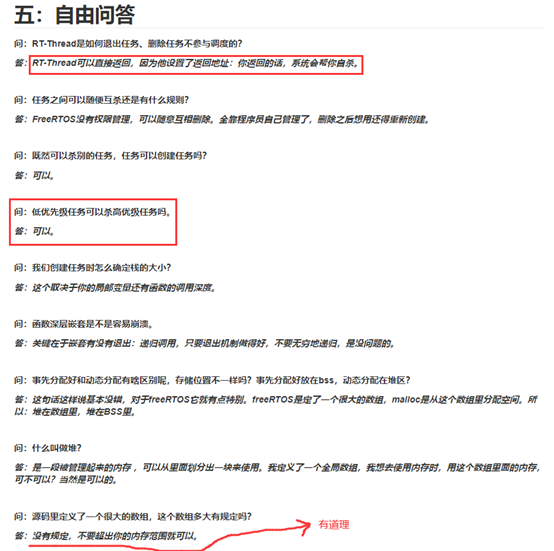 五：自由问答
问：RT-Thread是如何退出任务、删除任务不参与调度的？
答：RT-Thread可以直接返回，因为他设置了返回地址：你返回的话，系统会帮你自杀。
问：任务之间可以随便互杀还是有什么规则？
答：FreeRTOS没有权限管理，可以随意互相删除。全靠程序员自己管理了，删除之后想用还得重新创建。
问：既然可以杀别的任务，任务可以创建任务吗？
答：可以。
问：低优先级任务可以杀高优级任务吗。
答：可以。
问：我们创建任务时怎么确定栈的大小？
答：这个取决于你的局部变量还有函数的调用深度。
问：函数深层嵌套是不是容易崩溃。
答：关键在于嵌套有没有退出：递归调用，只要退出机制做得好，不要无穷地递归，是没问题的。
问：事先分配好和动态分配有啥区别呢，存储位置不一样吗？事先分配好放在bss，动态分配在堆区？
答：这句话这样说基本没错，对于freeRTOS它就有点特别。freeRTOS是定了一个很大的数组，malloc是从这个数组里分配空间。所
以：堆在数组里，堆在BSS里。
问：什么叫做堆？
答：是一段被管理起来的内存 ，可以从里面划分出一块来使用。我定义了一个全局数组，我想去使用内存时，用这个数组里面的内存，
可不可以？当然是可以的。
问：源码里定义了一个很大的数组，这个数组多大有规定吗？
答：没有规定，不要超出你的内存范围就可以。
有道理